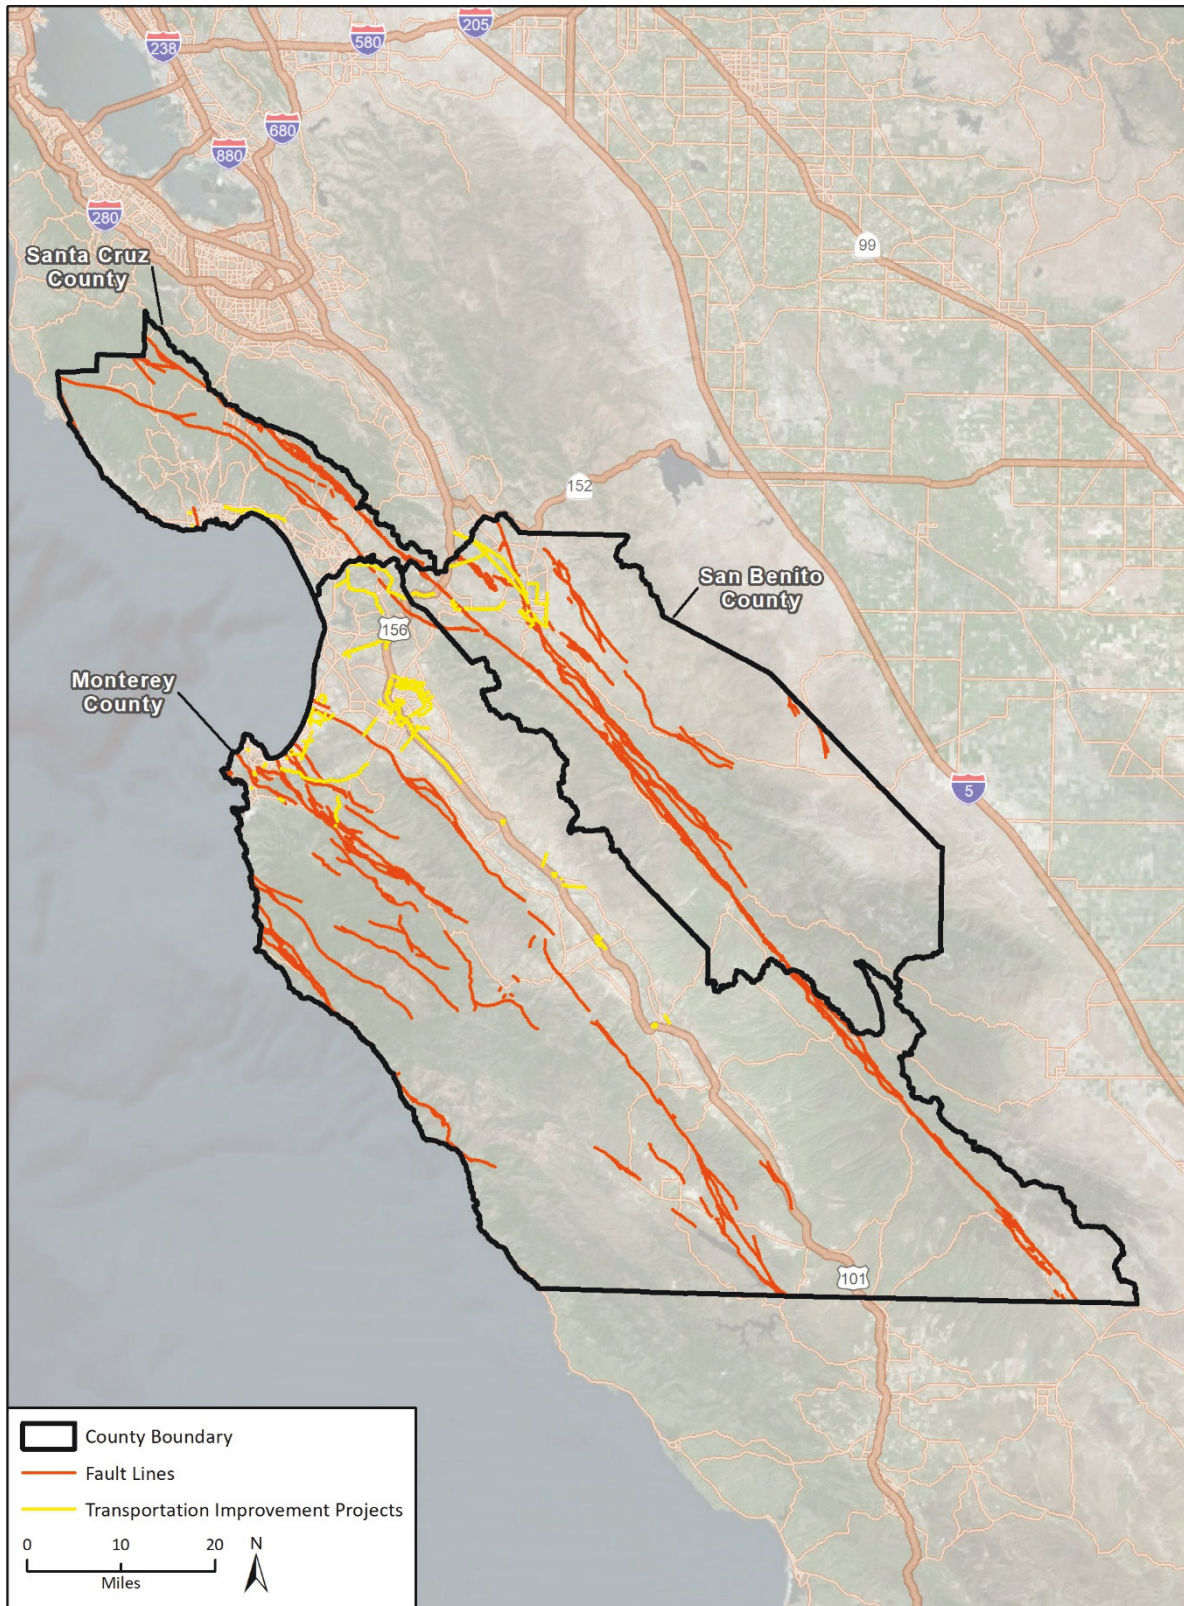 205
580
238
680
880
280
Santa Cruz
County
99
152
San Benito
County
156
Monterey
County
5
101
County Boundary
Fault Lines
Transportation Improvement Projects
0 10 20
Miles
N